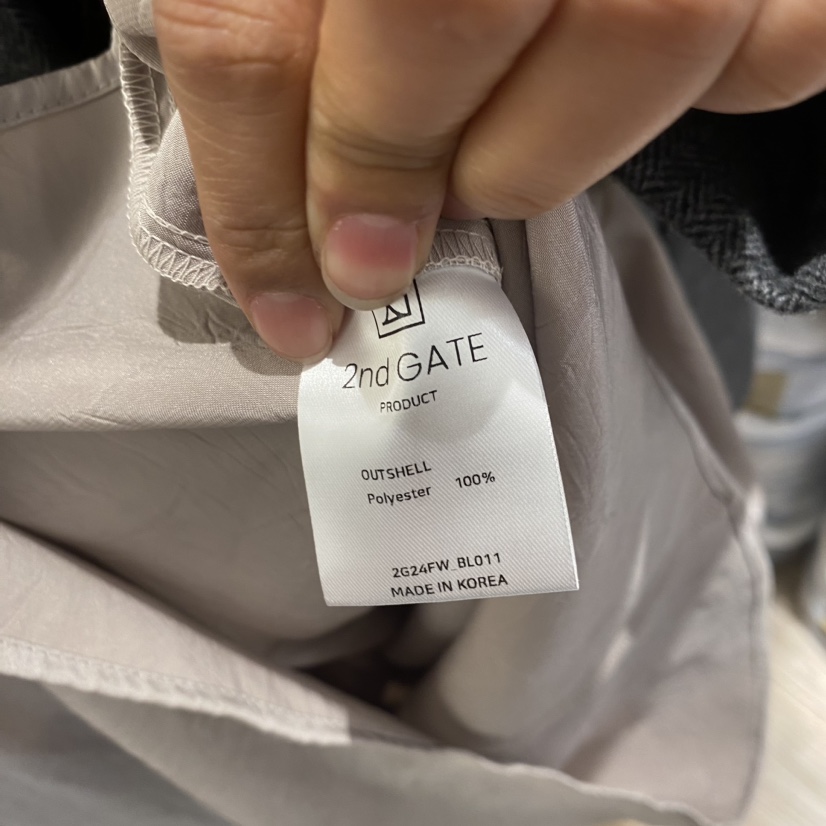 2nd GATE
PRODUCT
OUTSHELL
Polyester 100%
2G24FW_BL011
MADE IN KOREA